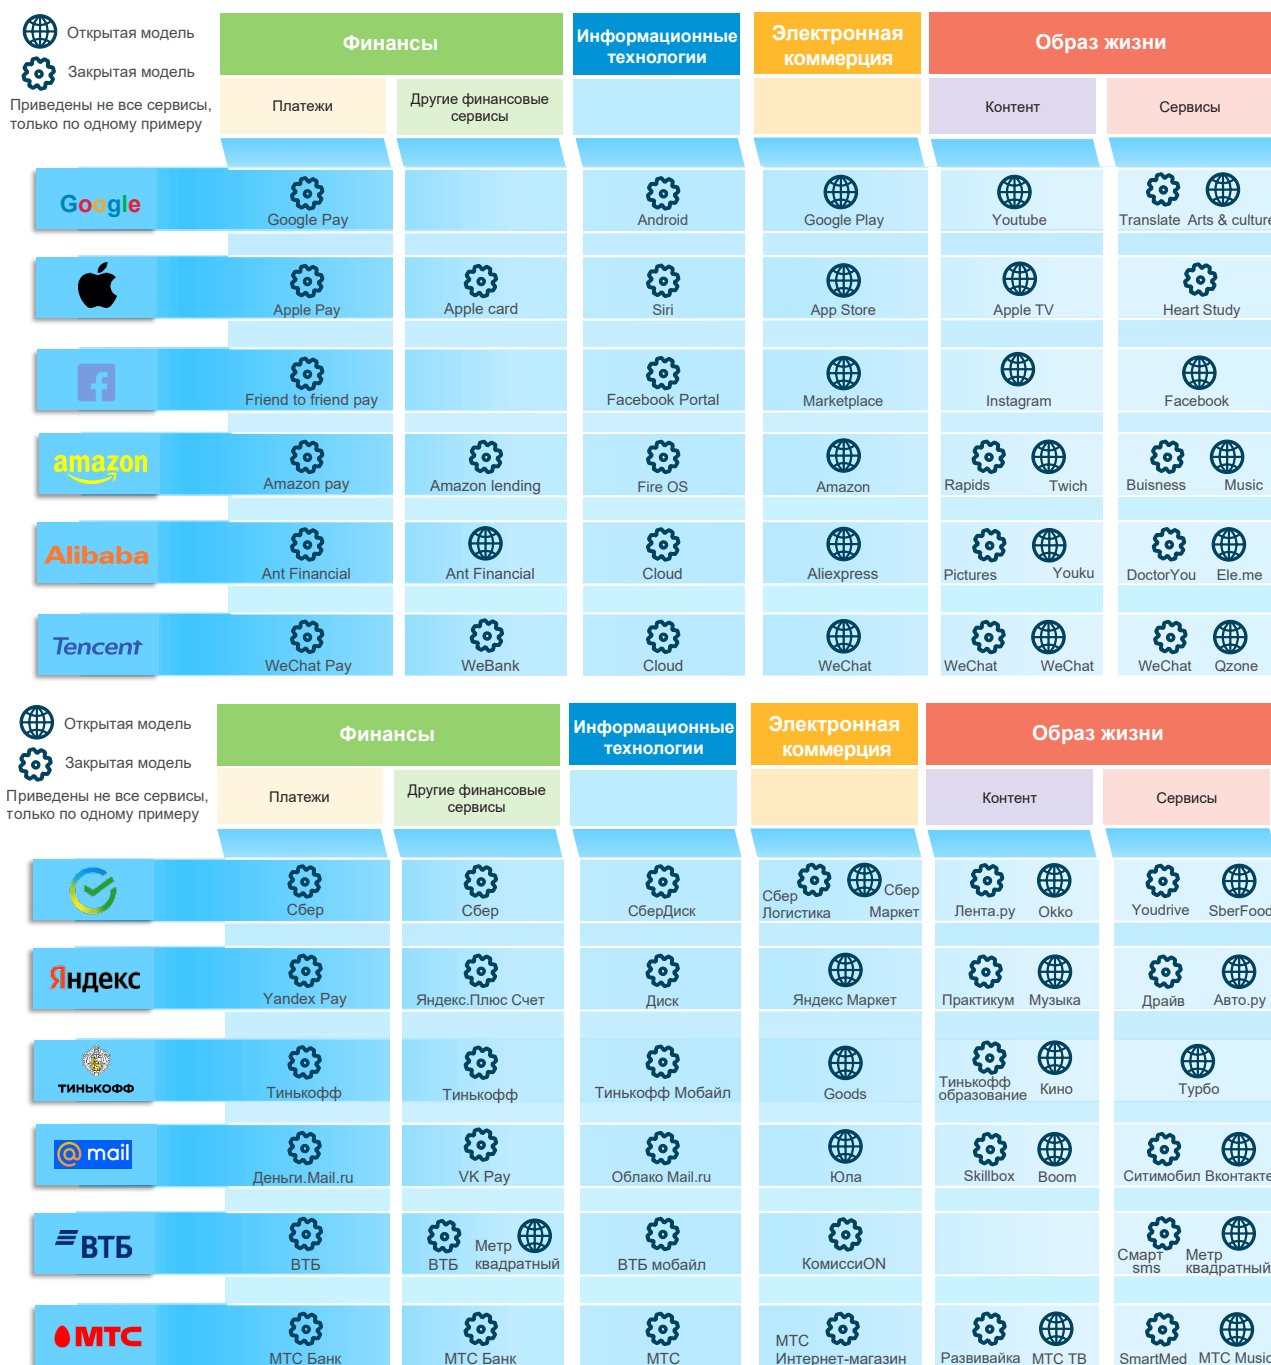 Открытая модель
Закрытая модель
Приведены не все сервисы,
только по одному примеру
Финансы
Информационные
технологии
Электронная
коммерция
Образ жизни
Платежи
Другие финансовые
сервисы
Контент
Сервисы
Google
Google Pay
Android
Google Play
Youtube
Translate Arts & culture
Apple Pay
Apple card
Siri
App Store
Apple TV
Heart Study
Friend to friend pay
Facebook Portal
Marketplace
Instagram
Facebook
amazon
Amazon pay
Amazon lending
Fire OS
Amazon
Rapids Twich
Buisness Music
Alibaba
Ant Financial
Ant Financial
Cloud
Aliexpress
Pictures Youku
DoctorYou Ele.me
Tencent
WeChat Pay
WeBank
Cloud
WeChat
WeChat WeChat
WeChat Qzone
Открытая модель
Закрытая модель
Приведены не все сервисы,
только по одному примеру
Финансы
Информационные
технологии
Электронная
коммерция
Образ жизни
Платежи
Другие финансовые
сервисы
Контент
Сервисы
Сбер
Сбер
СберДиск
Сбер
Логистика
Сбер
Маркет
Лента.ру Okko
Youdrive SberFood
Яндекс
Yandex Pay
Яндекс.Плюс Счет
Диск
Яндекс Маркет
Практикум Музыка
Драйв Авто.ру
ТИНЬКОФФ
Тинькофф
Тинькофф
Тинькофф Мобайл
Goods
Тинькофф
образование
Кино
Турбо
@ mail
Деньги.Mail.ru
VK Pay
Облако Mail.ru
Юла
Skillbox Boom
Ситимобил Вконтакте
ВТБ
ВТБ
ВТБ
Метр
квадратный
ВТБ мобайл
КомиссиON
Смарт
sms
Метр
квадратный
МТС
МТС Банк
МТС Банк
МТС
МТС
Интернет-магазин
Развивайка МТС ТВ
SmartMed МТС Music